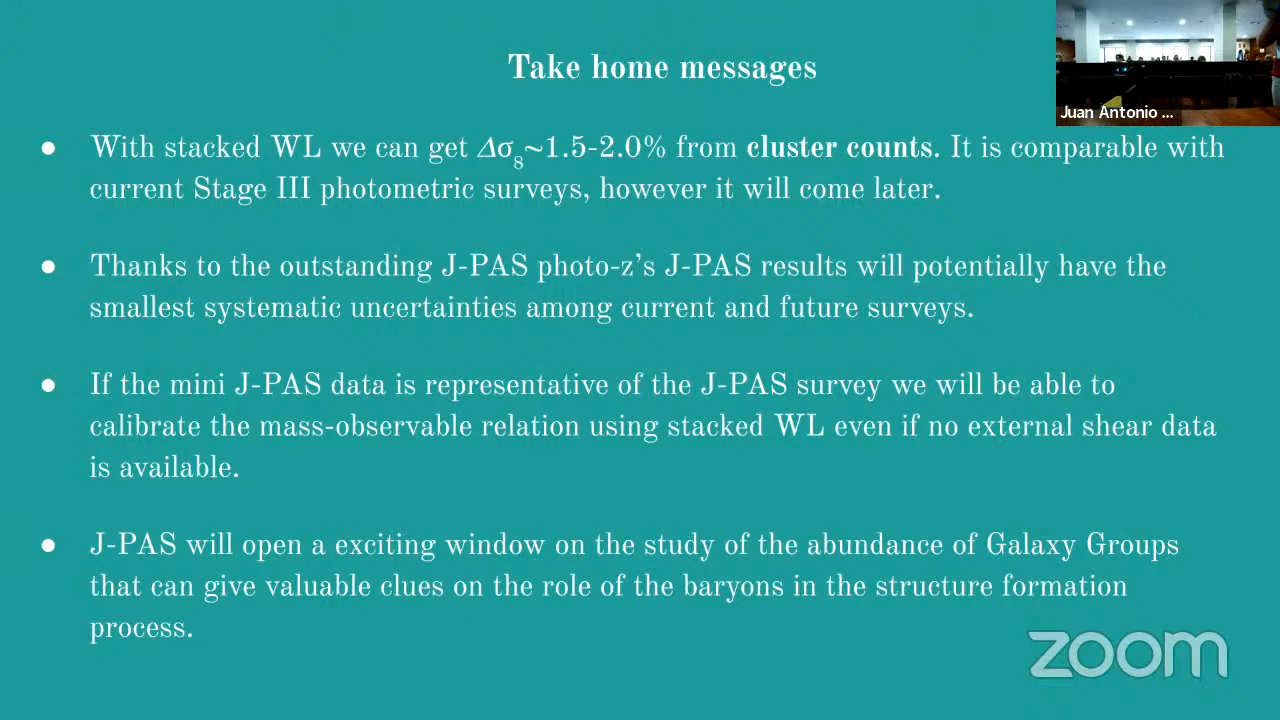 Take home messages
Juan Antonio ...
● With stacked WL we can get Δσ8~1.5-2.0% from cluster counts. It is comparable with
current Stage III photometric surveys, however it will come later.
● Thanks to the outstanding J-PAS photo-z’s J-PAS results will potentially have the
smallest systematic uncertainties among current and future surveys.
● If the mini J-PAS data is representative of the J-PAS survey we will be able to
calibrate the mass-observable relation using stacked WL even if no external shear data
is available.
● J-PAS will open a exciting window on the study of the abundance of Galaxy Groups
that can give valuable clues on the role of the baryons in the structure formation
process.
zoom